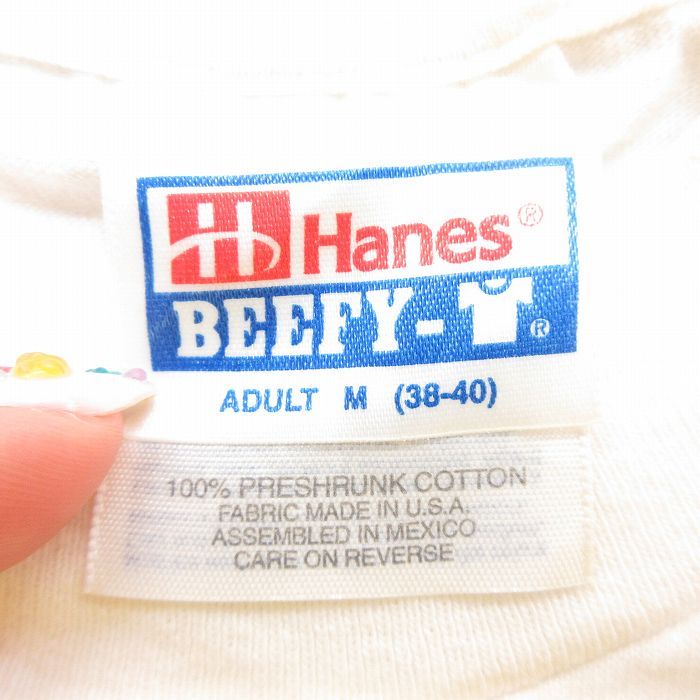 H Hanes®
BEEFY-®
ADULT M (38-40)
100% PRESHRUNK COTTON
FABRIC MADE IN U.S.A.
ASSEMBLED IN MEXICO
CARE ON REVERSE